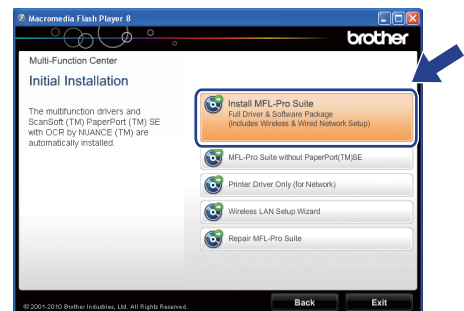 Macromedia Flash Player 8
brother
Multi-Function Center
Initial Installation
The multifunction drivers and
ScanSoft (TM) PaperPort (TM) SE
with OCR by NUANCE (TM) are
automatically installed.
Install MFL-Pro Suite
Full Driver & Software Package
(Includes Wireless & Wired Network Setup)
MFL-Pro Suite without PaperPort(TM)SE
Printer Driver Only (for Network)
Wireless LAN Setup Wizard
Repair MFL-Pro Suite
© 2001-2010 Brother Industries, Ltd. All Rights Reserved.
Back
Exit